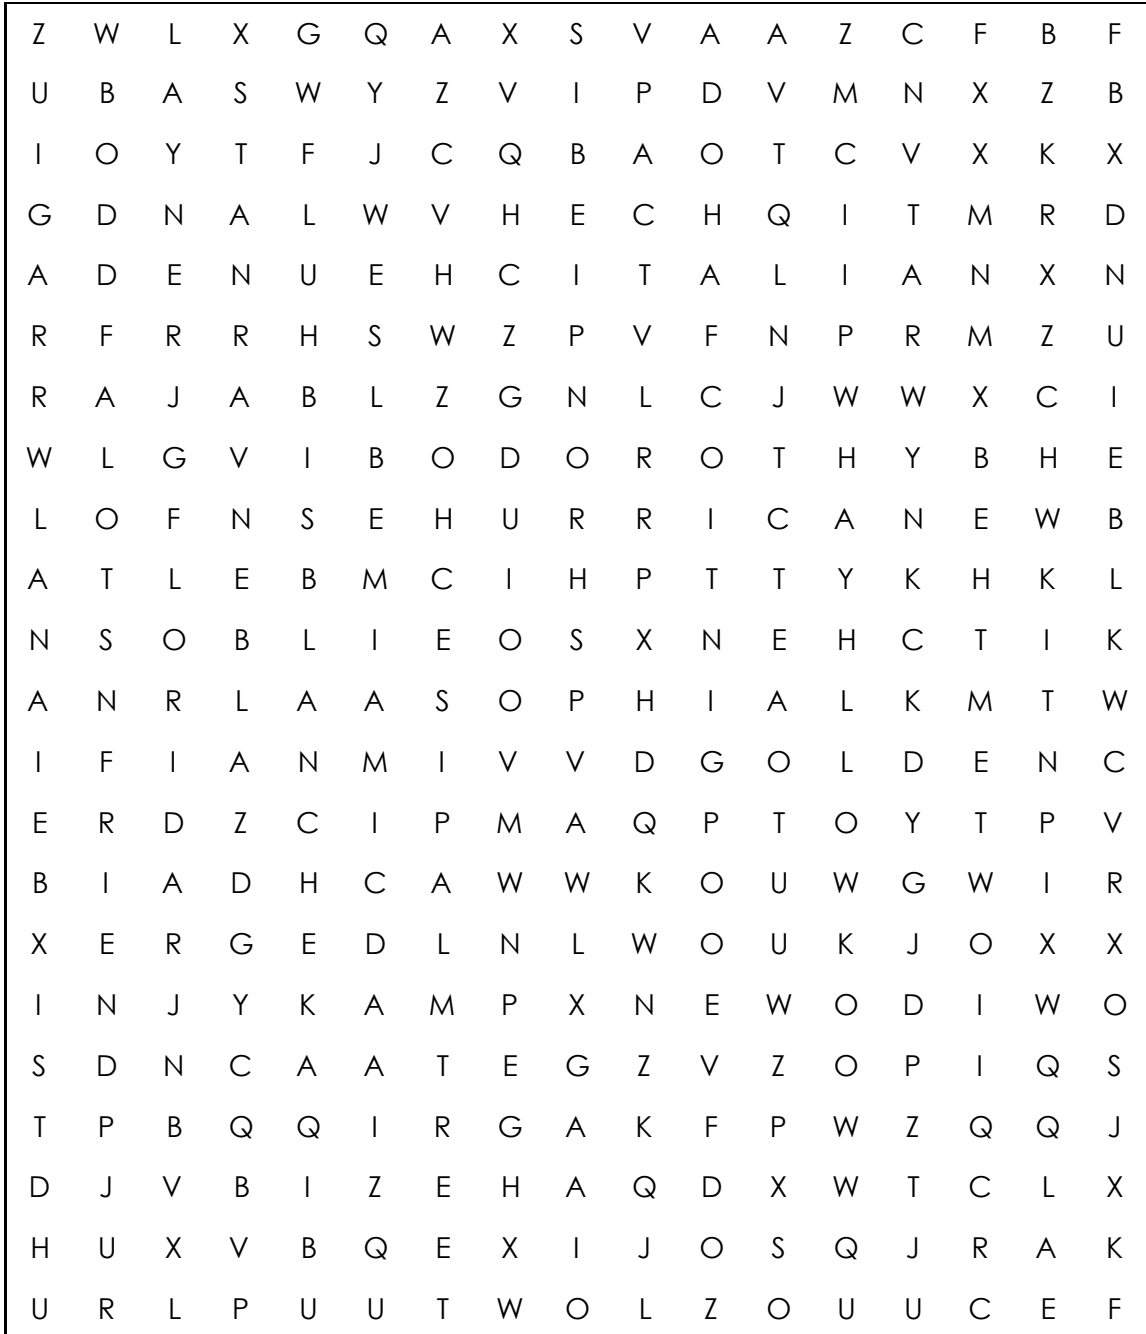 Z W L X G Q A X S V A A Z C F B F
U B A S W Y Z V I P D V M N X Z B
I O Y T F J C Q B A O T C V X K X
G D N A L W V H E C H Q I T M R D
A D E N U E H C I T A L I A N X N
R F R R H S W Z P V F N P R M Z U
R A J A B L Z G N L C J W W X C I
W L G V I B O D O R O T H Y B H E
L O F N S E H U R R I C A N E W B
A T L E B M C I H P T T Y K H K L
N S O B L I E O S X N E H C T I K
A N R L A A S O P H I A L K M T W
I F I A N M I V V D G O L D E N C
E R D Z C I P M A Q P T O Y T P V
B I A D H C A W W K O U W G W I R
X E R G E D L N L W O U K J O X X
I N J Y K A M P X N E W O D I W O
S D N C A A T E G Z V Z O P I Q S
T P B Q Q I R G A K F P W Z Q Q J
D J V B I Z E H A Q D X W T C L X
H U X V B Q E X I J O S Q J R A K
U R L P U U T W O L Z O U U C E F